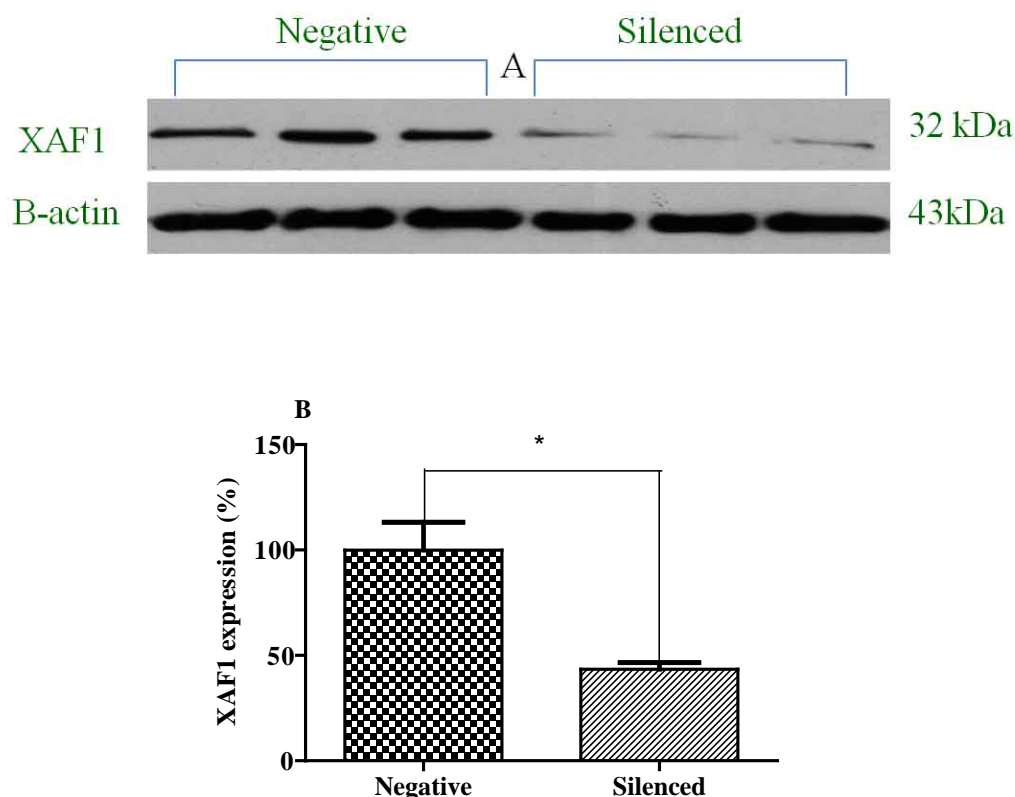 Negative Silenced
A
XAF1 32 kDa
B-actin 43kDa
B
*
150
100
50
0
XAF1 expression (%)
Negative Silenced